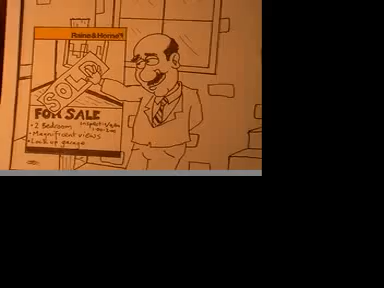 Raine&Horne
SOLD
FOR SALE
• 2 Bedroom
• Magnificent views
• Lock up garage